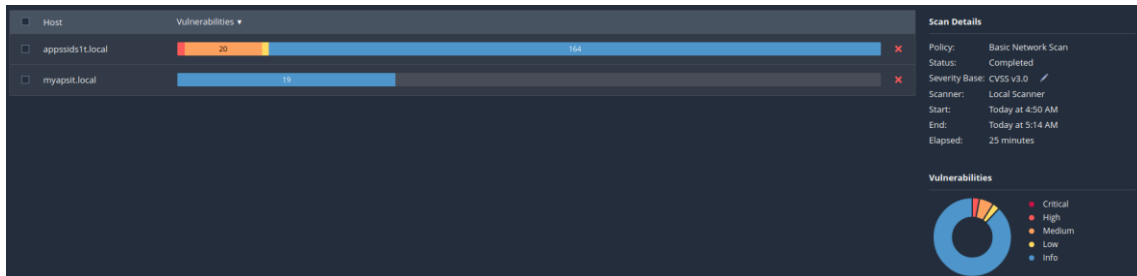 Host Vulnerabilities ▾
appssids1t.local 20 164
myapsit.local 19
Scan Details
Policy: Basic Network Scan
Status: Completed
Severity Base: CVSS v3.0
Scanner: Local Scanner
Start: Today at 4:50 AM
End: Today at 5:14 AM
Elapsed: 25 minutes
Vulnerabilities
Critical
High
Medium
Low
Info